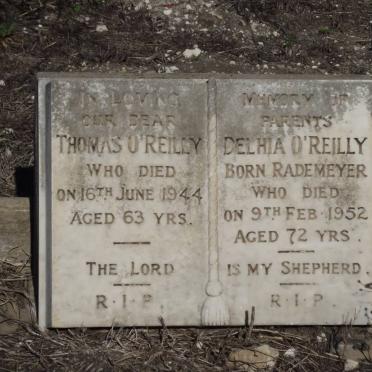 IN LOVING MEMORY OF
OUR DEAR PARENTS
THOMAS O'REILLY
WHO DIED
ON 16TH JUNE 1944
AGED 63 YRS.
THE LORD
R.I.P.
DELHIA O'REILLY
BORN RADEMEYER
WHO DIED
ON 9TH FEB 1952
AGED 72 YRS.
IS MY SHEPHERD.
R.I.P.